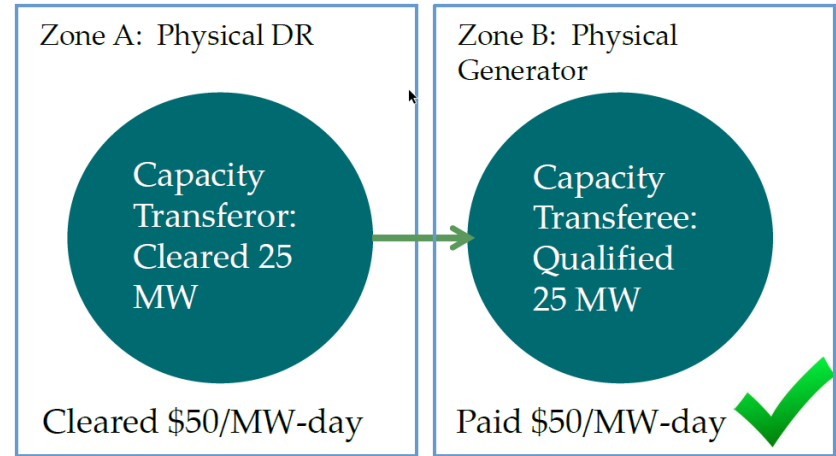 Zone A:  Physical DR
Capacity
Transferor:
Cleared 25
MW
Cleared $50/MW-day
Zone B:  Physical
Generator
Capacity
Transferee:
Qualified
25 MW
Paid $50/MW-day